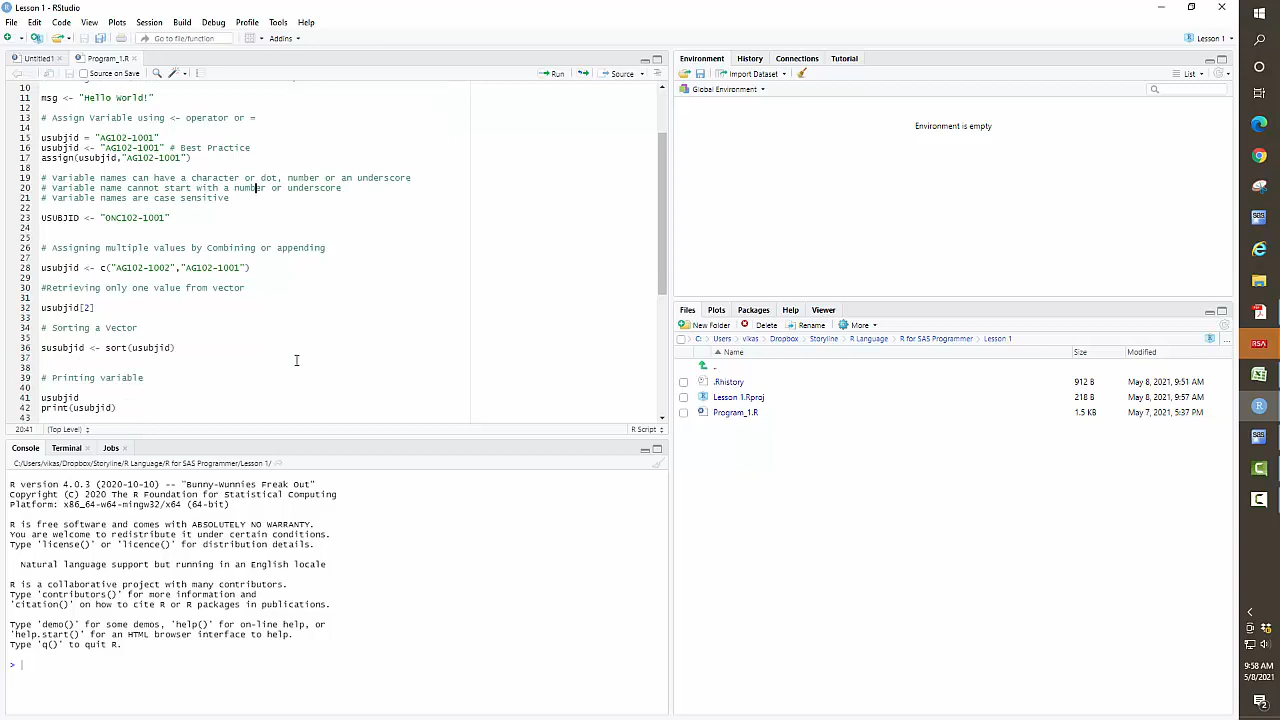 Lesson 1 - RStudio
File Edit Code View Plots Session Build Debug Profile Tools Help
Go to file/function Addins Lesson 1
Untitled1 Program_1.R
Source on Save Run Source
10
11 msg <- "Hello World!"
12
13 # Assign Variable using <- operator or =
14
15 usubjid = "AG102-1001"
16 usubjid <- "AG102-1001" # Best Practice
17 assign(usubjid,"AG102-1001")
18
19 # Variable names can have a character or dot, number or an underscore
20 # Variable name cannot start with a number or underscore
21 # Variable names are case sensitive
22
23 USUBJID <- "ONC102-1001"
24
25
26 # Assigning multiple values by Combining or appending
27
28 usubjid <- c("AG102-1002","AG102-1001")
29
30 #Retrieving only one value from vector
31
32 usubjid[2]
33
34 # Sorting a Vector
35
36 susubjid <- sort(usubjid)
37
38
39 # Printing variable
40
41 usubjid
42 print(usubjid)
43
20:41 (Top Level) R Script
Console Terminal Jobs
C:/Users/vikas/Dropbox/Storyline/R Language/R for SAS Programmer/Lesson 1/
R version 4.0.3 (2020-10-10) -- "Bunny-Wunnies Freak Out"
Copyright (C) 2020 The R Foundation for Statistical Computing
Platform: x86_64-w64-mingw32/x64 (64-bit)
R is free software and comes with ABSOLUTELY NO WARRANTY.
You are welcome to redistribute it under certain conditions.
Type 'license()' or 'licence()' for distribution details.
Natural language support but running in an English locale
R is a collaborative project with many contributors.
Type 'contributors()' for more information and
'citation()' on how to cite R or R packages in publications.
Type 'demo()' for some demos, 'help()' for on-line help, or
'help.start()' for an HTML browser interface to help.
Type 'q()' to quit R.
>
Environment History Connections Tutorial
Import Dataset List
Global Environment
Environment is empty
Files Plots Packages Help Viewer
New Folder Delete Rename More
C: Users vikas Dropbox Storyline R Language R for SAS Programmer Lesson 1 ...
Name Size Modified
..
.Rhistory 912 B May 8, 2021, 9:51 AM
Lesson 1.Rproj 218 B May 8, 2021, 9:57 AM
Program_1.R 1.5 KB May 7, 2021, 5:37 PM
RSA
9:58 AM
5/8/2021
2